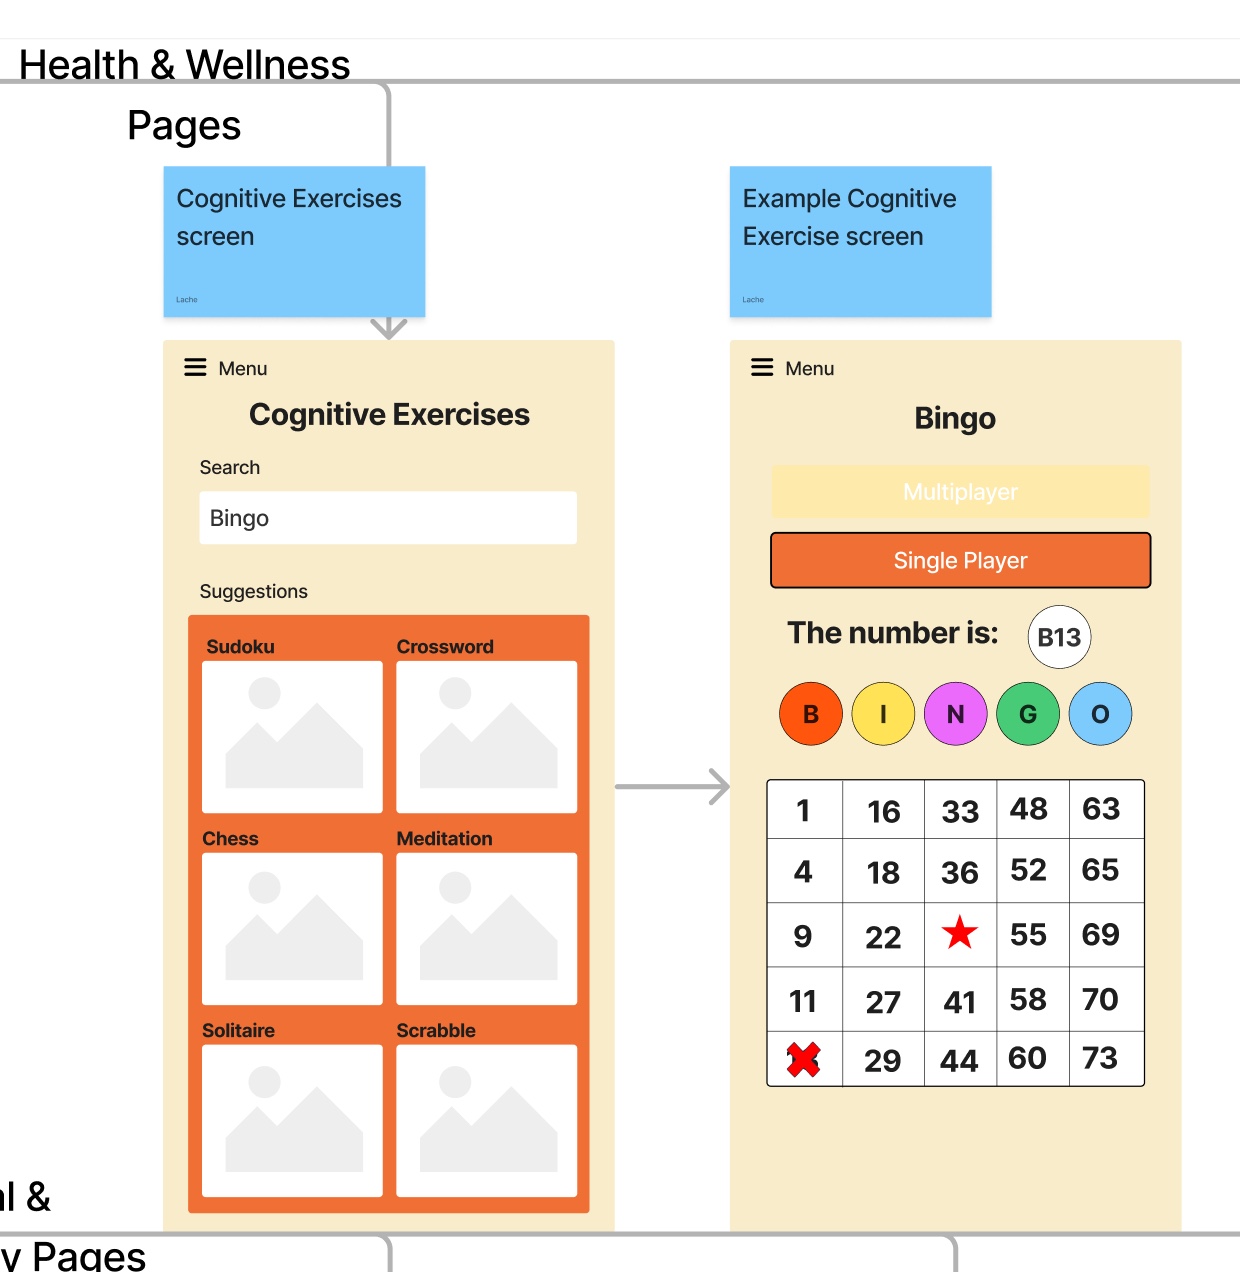 Health & Wellness
Pages
Cognitive Exercises
screen
Lache
Example Cognitive
Exercise screen
Lache
Menu
Cognitive Exercises
Search
Bingo
Suggestions
Sudoku
Crossword
Chess
Meditation
Solitaire
Scrabble
Menu
Bingo
Multiplayer
Single Player
The number is: B13
B I N G O
1 16 33 48 63
4 18 36 52 65
9 22 55 69
11 27 41 58 70
29 44 60 73
&
Pages